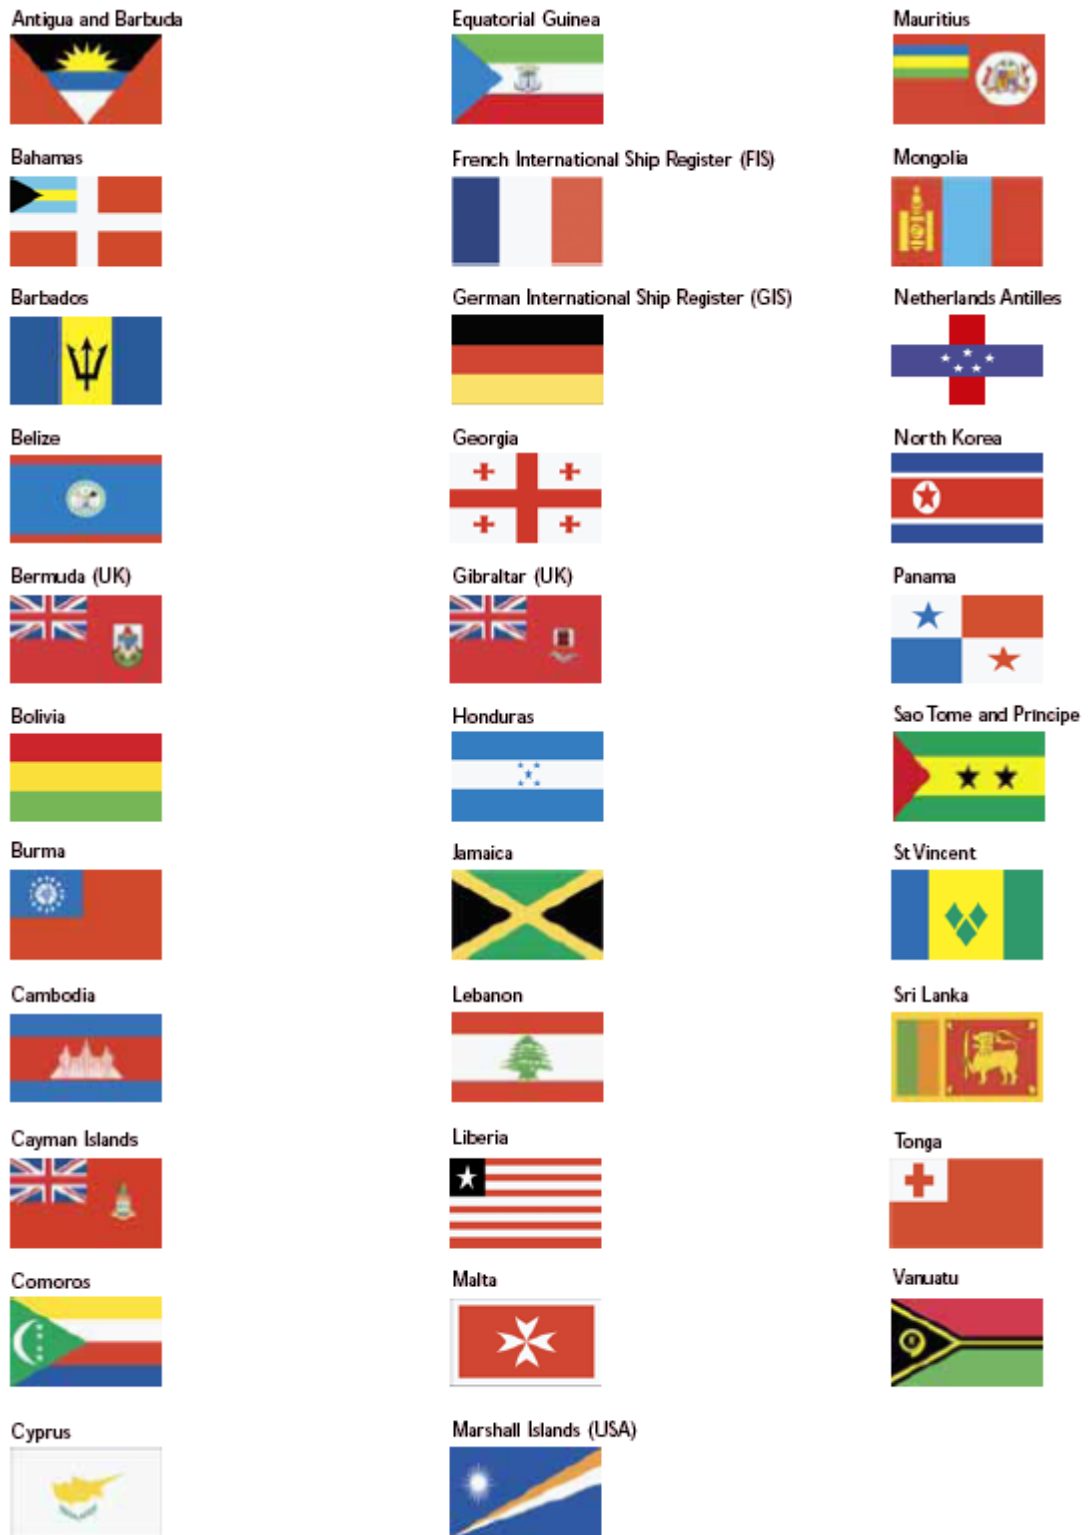 Antigua and Barbuda
Bahamas
Barbados
Belize
Bermuda (UK)
Bolivia
Burma
Cambodia
Cayman Islands
Comoros
Cyprus
Equatorial Guinea
French International Ship Register (FIS)
German International Ship Register (GIS)
Georgia
Gibraltar (UK)
Honduras
Jamaica
Lebanon
Liberia
Malta
Marshall Islands (USA)
Mauritius
Mongolia
Netherlands Antilles
North Korea
Panama
Sao Tome and Principe
St Vincent
Sri Lanka
Tonga
Vanuatu